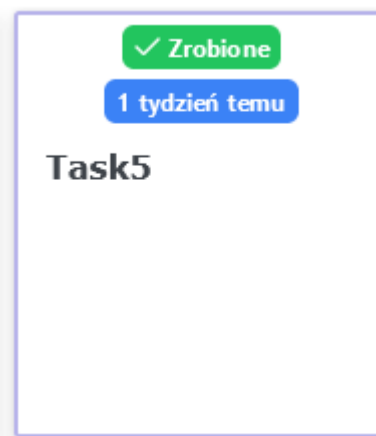 ✓ Zrobione
1 tydzień temu
Task5